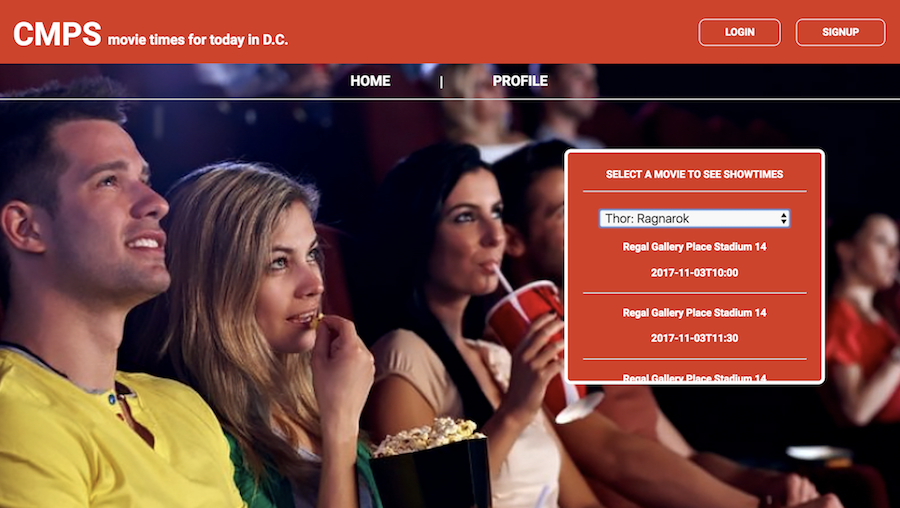 CMPS movie times for today in D.C.
LOGIN
SIGNUP
HOME | PROFILE
SELECT A MOVIE TO SEE SHOWTIMES
Thor: Ragnarok
Regal Gallery Place Stadium 14
2017-11-03T10:00
Regal Gallery Place Stadium 14
2017-11-03T11:30
Regal Gallery Place Stadium 14